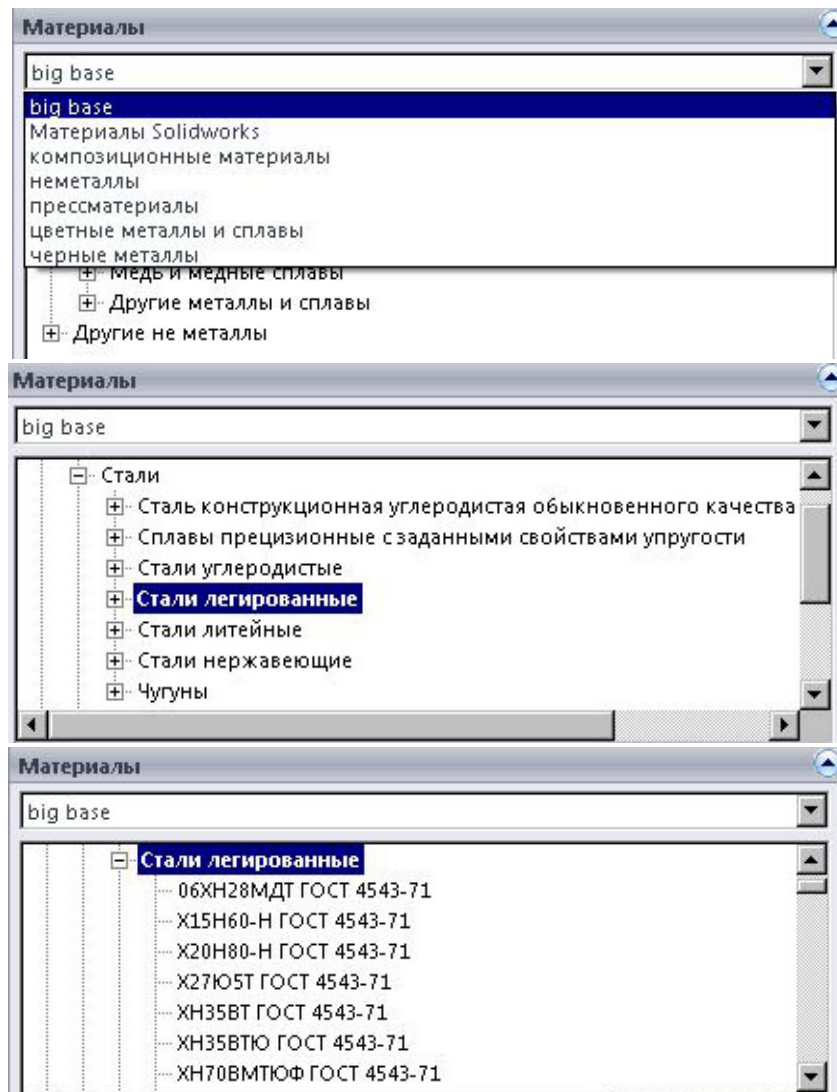 Материалы
big base
big base
Материалы Solidworks
композиционные материалы
неметаллы
прессматериалы
цветные металлы и сплавы
черные металлы
Медь и медные сплавы
Другие металлы и сплавы
Другие не металлы
Материалы
big base
Стали
Сталь конструкционная углеродистая обыкновенного качества
Сплавы прецизионные с заданными свойствами упругости
Стали углеродистые
Стали легированные
Стали литейные
Стали нержавеющие
Чугуны
Материалы
big base
Стали легированные
06ХН28МДТ ГОСТ 4543-71
Х15Н60-Н ГОСТ 4543-71
Х20Н80-Н ГОСТ 4543-71
Х27Ю5Т ГОСТ 4543-71
ХН35ВТ ГОСТ 4543-71
ХН35ВТЮ ГОСТ 4543-71
ХН70ВМТЮФ ГОСТ 4543-71